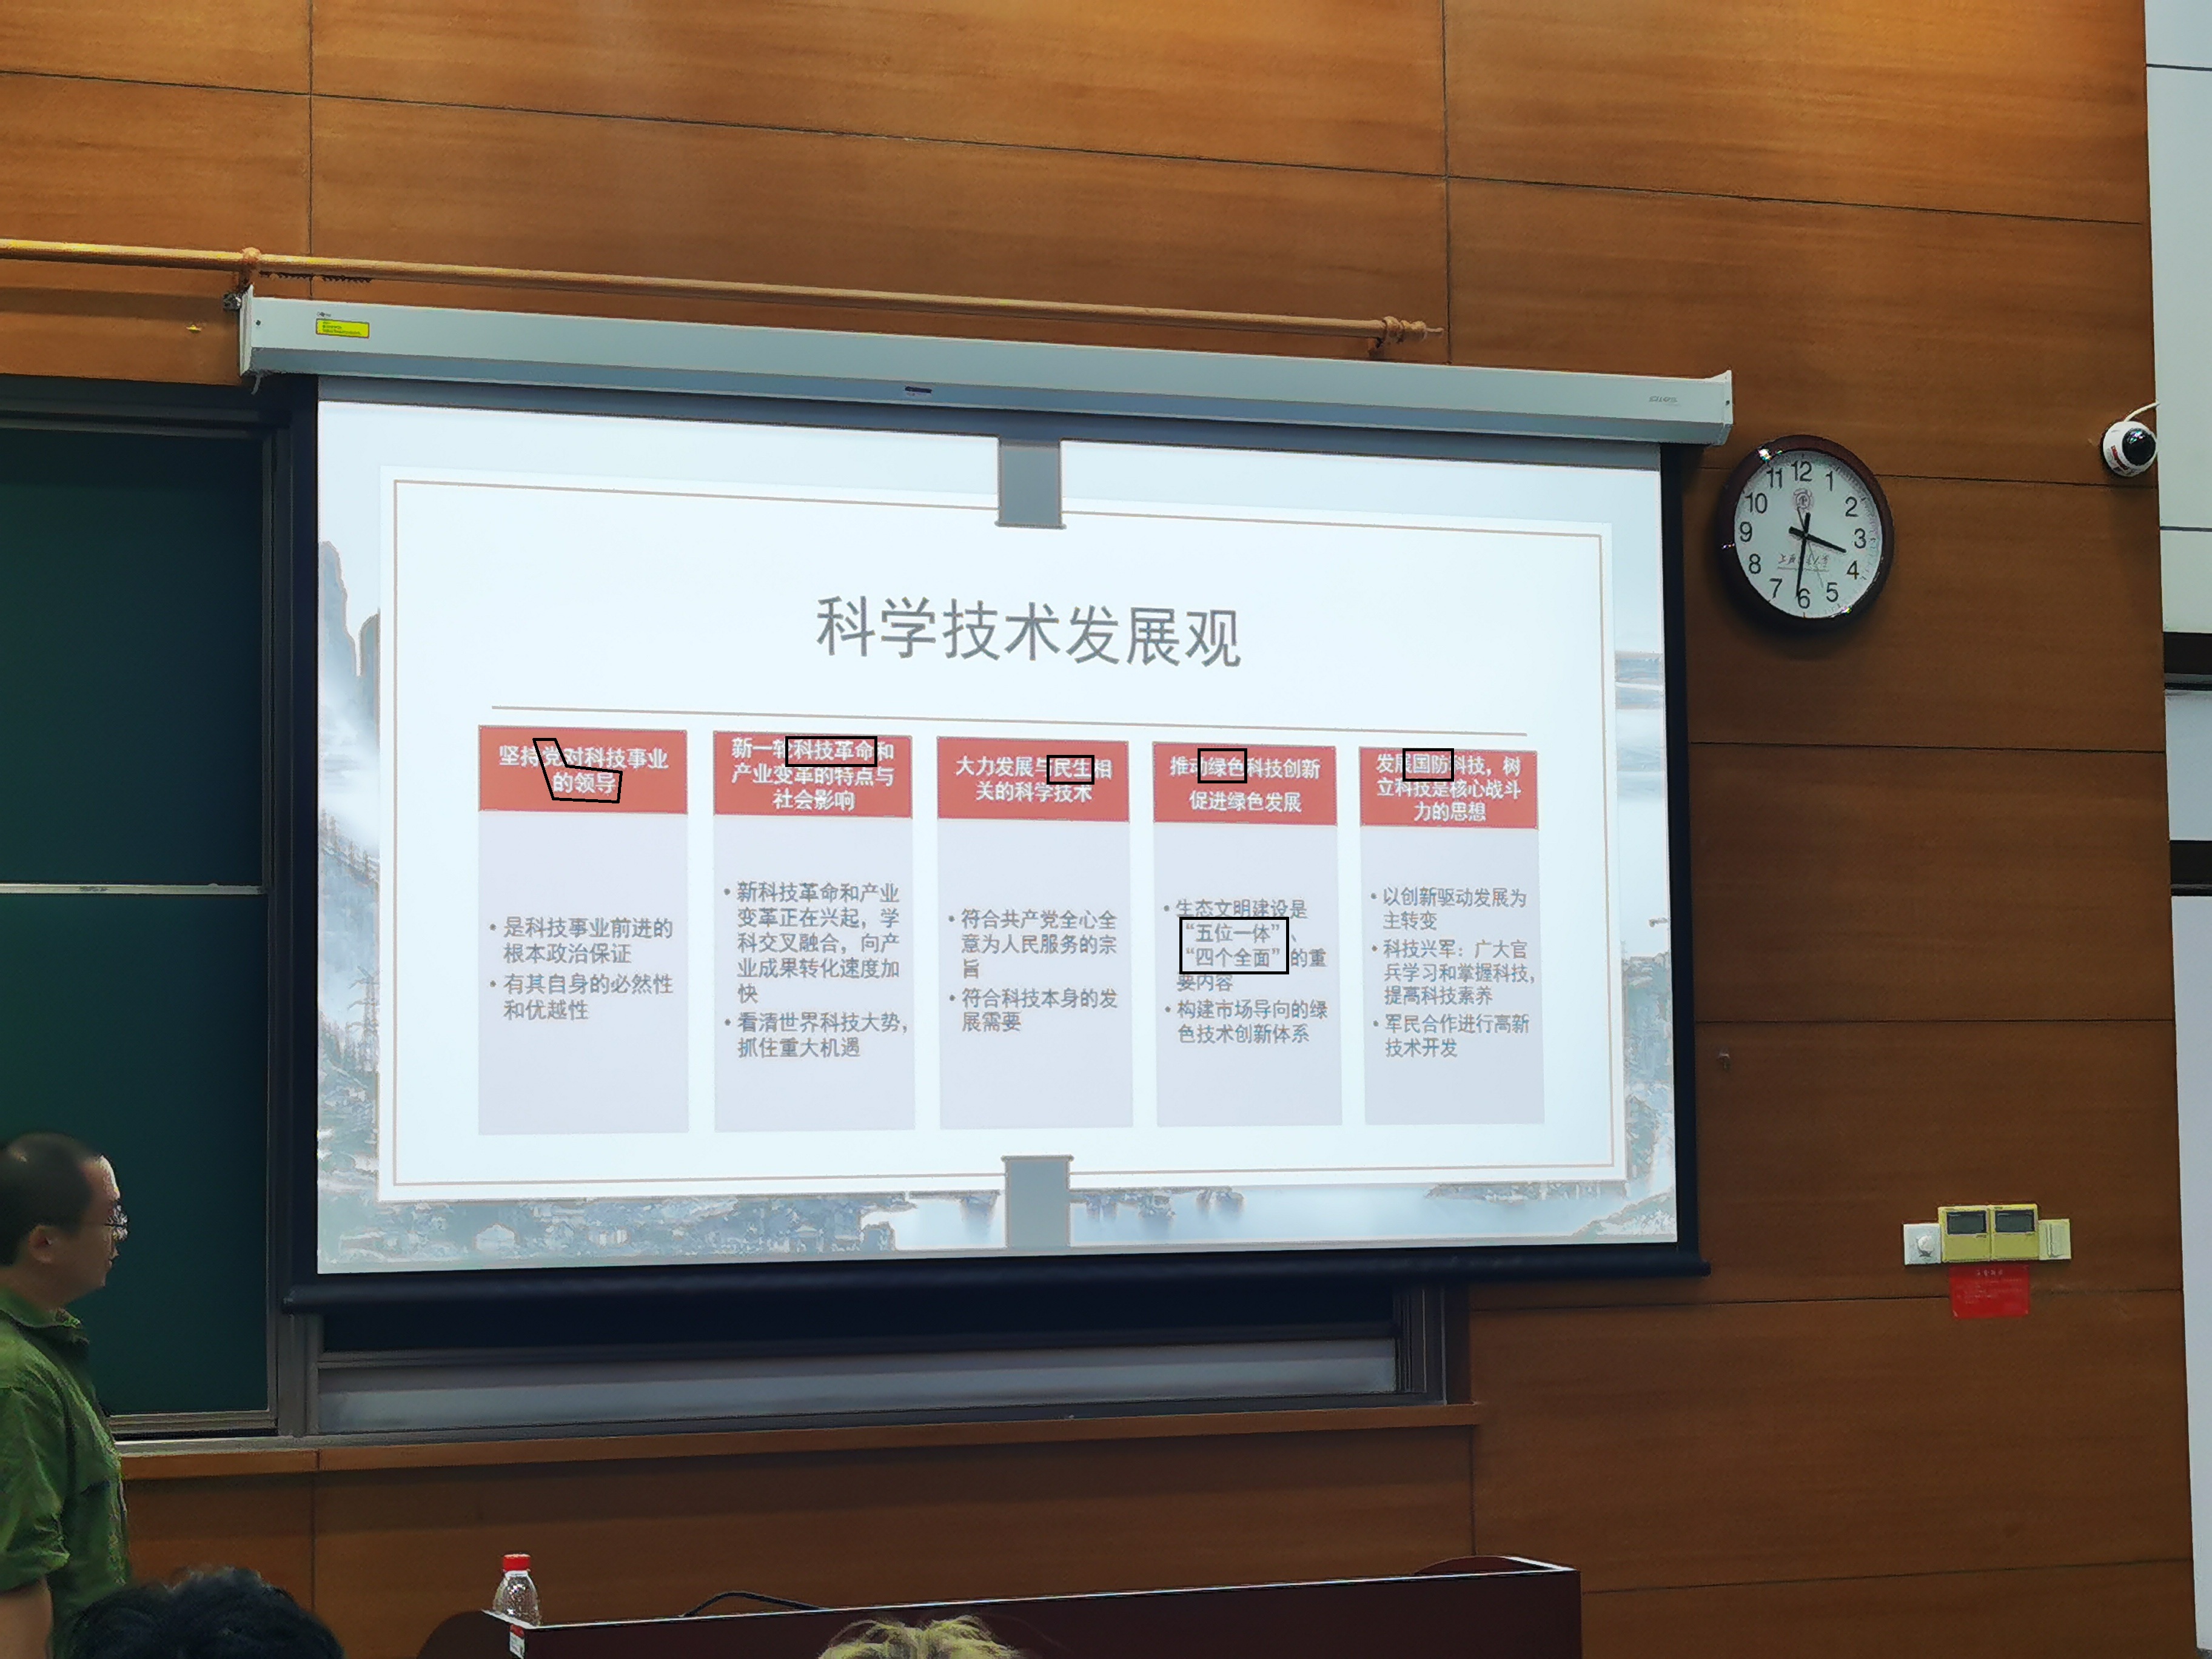 科学技术发展观
坚持党对科技事业
的领导
是科技事业前进的
根本政治保证
有其自身的必然性
和优越性
新一轮科技革命和
产业变革的特点与
社会影响
新科技革命和产业
变革正在兴起，学
科交叉融合，向产
业成果转化速度加
快
看清世界科技大势，
抓住重大机遇
大力发展与民生相
关的科学技术
符合共产党全心全
意为人民服务的宗
旨
符合科技本身的发
展需要
推动绿色科技创新
促进绿色发展
生态文明建设是
“五位一体”、
“四个全面”的重
要内容
构建市场导向的绿
色技术创新体系
发展国防科技，树
立科技是核心战斗
力的思想
以创新驱动发展为
主转变
科技兴军：广大官
兵学习和掌握科技，
提高科技素养
军民合作进行高新
技术开发
12
1
2
3
4
5
6
7
8
9
10
11
上海交通大学